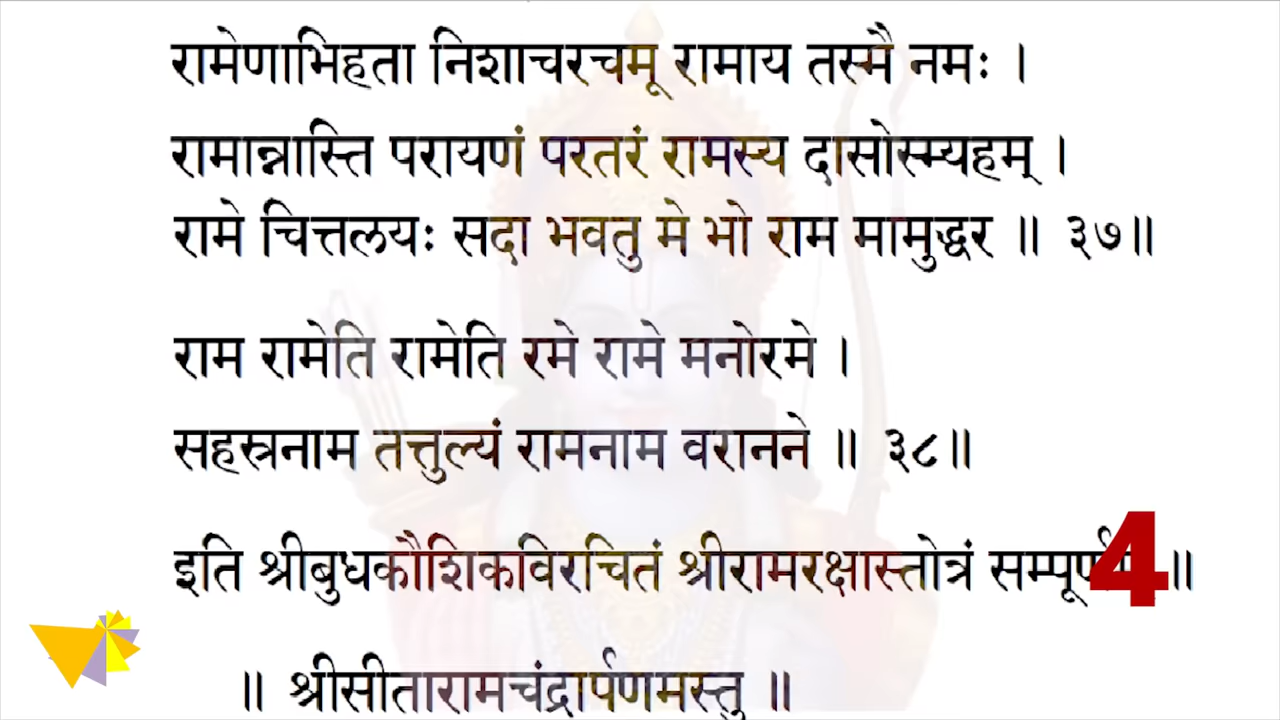 रामेणाभिहता निशाचरचमू रामाय तस्मै नमः ।
रामान्नास्ति परायणं परतरं रामस्य दासोस्म्यहम् ।
रामे चित्तलयः सदा भवतु मे भो राम मामुद्धर ॥ ३७॥
राम रामेति रामेति रमे रामे मनोरमे ।
सहस्रनाम तत्तुल्यं रामनाम वरानने ॥ ३८॥
इति श्रीबुधकौशिकविरचितं श्रीरामरक्षास्तोत्रं ॥
4
॥ श्रीसीतारामचंद्रार्पणमस्तु ॥